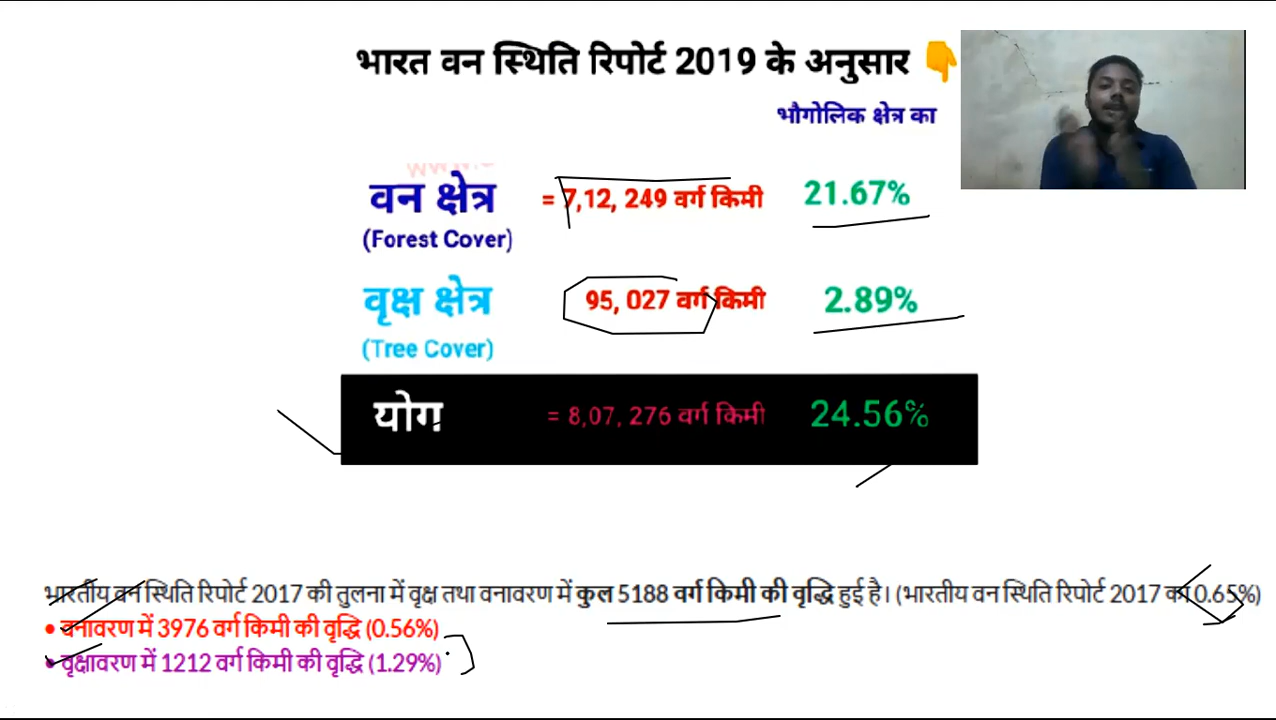 भारत वन स्थिति रिपोर्ट 2019 के अनुसार 👇
भौगोलिक क्षेत्र का
वन क्षेत्र = 7,12, 249 वर्ग किमी 21.67%
(Forest Cover)
वृक्ष क्षेत्र 95, 027 वर्ग किमी 2.89%
(Tree Cover)
योग = 8,07, 276 वर्ग किमी 24.56%
भारतीय वन स्थिति रिपोर्ट 2017 की तुलना में वृक्ष तथा वनावरण में कुल 5188 वर्ग किमी की वृद्धि हुई है। (भारतीय वन स्थिति रिपोर्ट 2017 का 0.65%)
• वनावरण में 3976 वर्ग किमी की वृद्धि (0.56%)
• वृक्षावरण में 1212 वर्ग किमी की वृद्धि (1.29%)